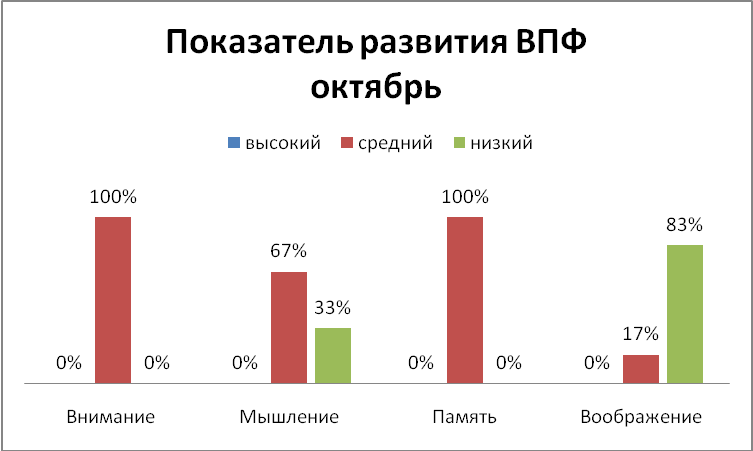 Показатель развития ВПФ
октябрь
высокий средний низкий
100% 100%
83%
67%
33%
17%
0% 0% 0% 0% 0% 0%
Внимание Мышление Память Воображение